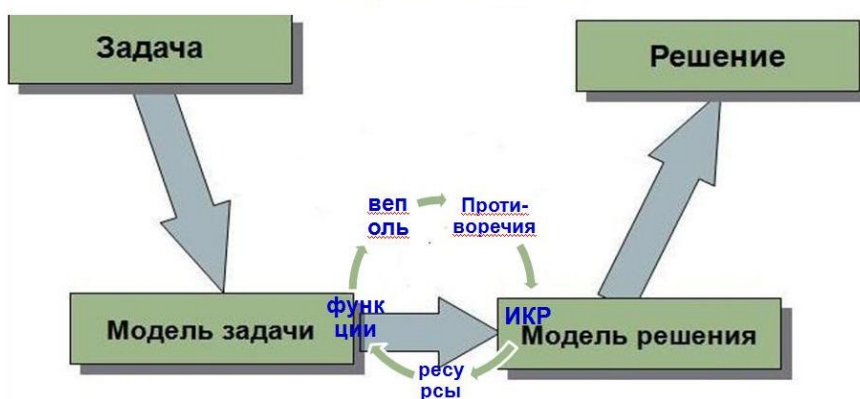 Задача
Решение
веп
оль
Проти-
воречия
функ
ции
ИКР
Модель задачи
Модель решения
ресу
рсы